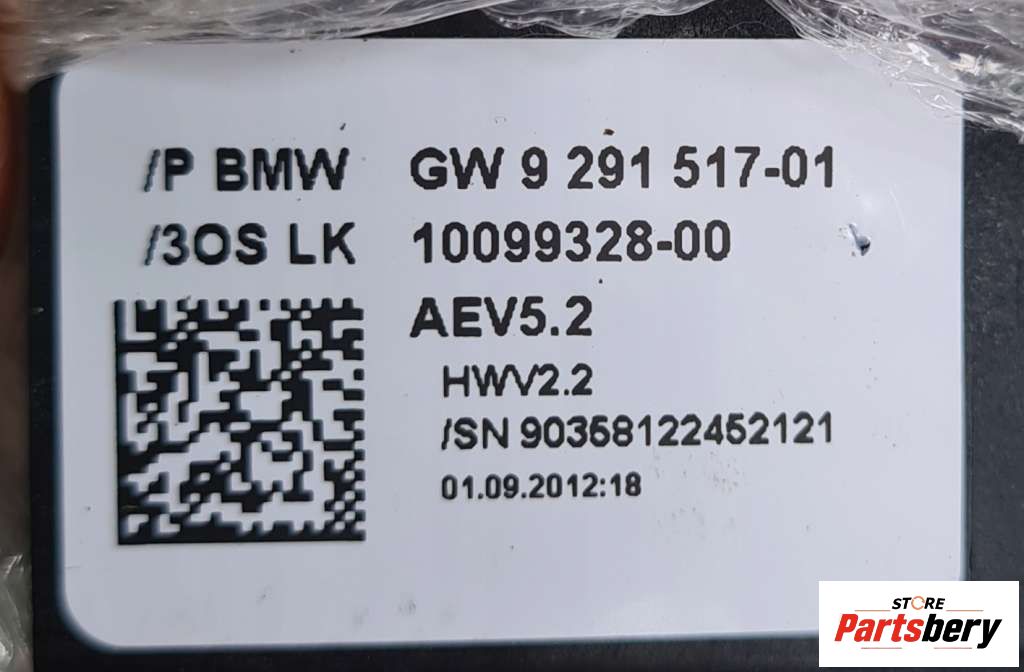 /P BMW GW 9 291 517-01
/3OS LK 10099328-00
AEV5.2
HWV2.2
/SN 90358122452121
01.09.2012:18
STORE
Partsbery